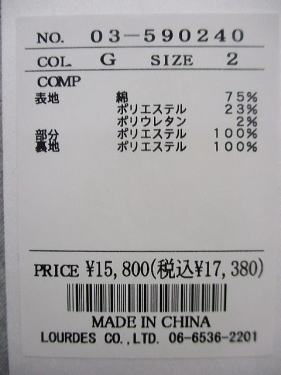 NO. 03-590240
COL. G SIZE 2
COMP
表地 綿 75%
ポリエステル 23%
ポリウレタン 2%
部分 ポリエステル 100%
裏地 ポリエステル 100%
PRICE ¥15,800(税込¥17,380)
MADE IN CHINA
LOURDES CO.,LTD. 06-6536-2201